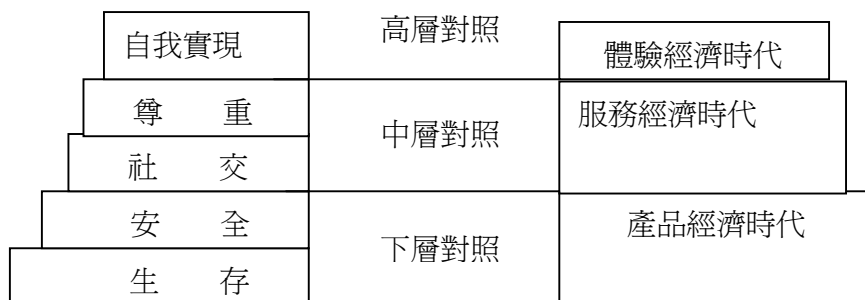 自我實現
高層對照
體驗經濟時代
尊 重
中層對照
服務經濟時代
社 交
安 全
下層對照
產品經濟時代
生 存